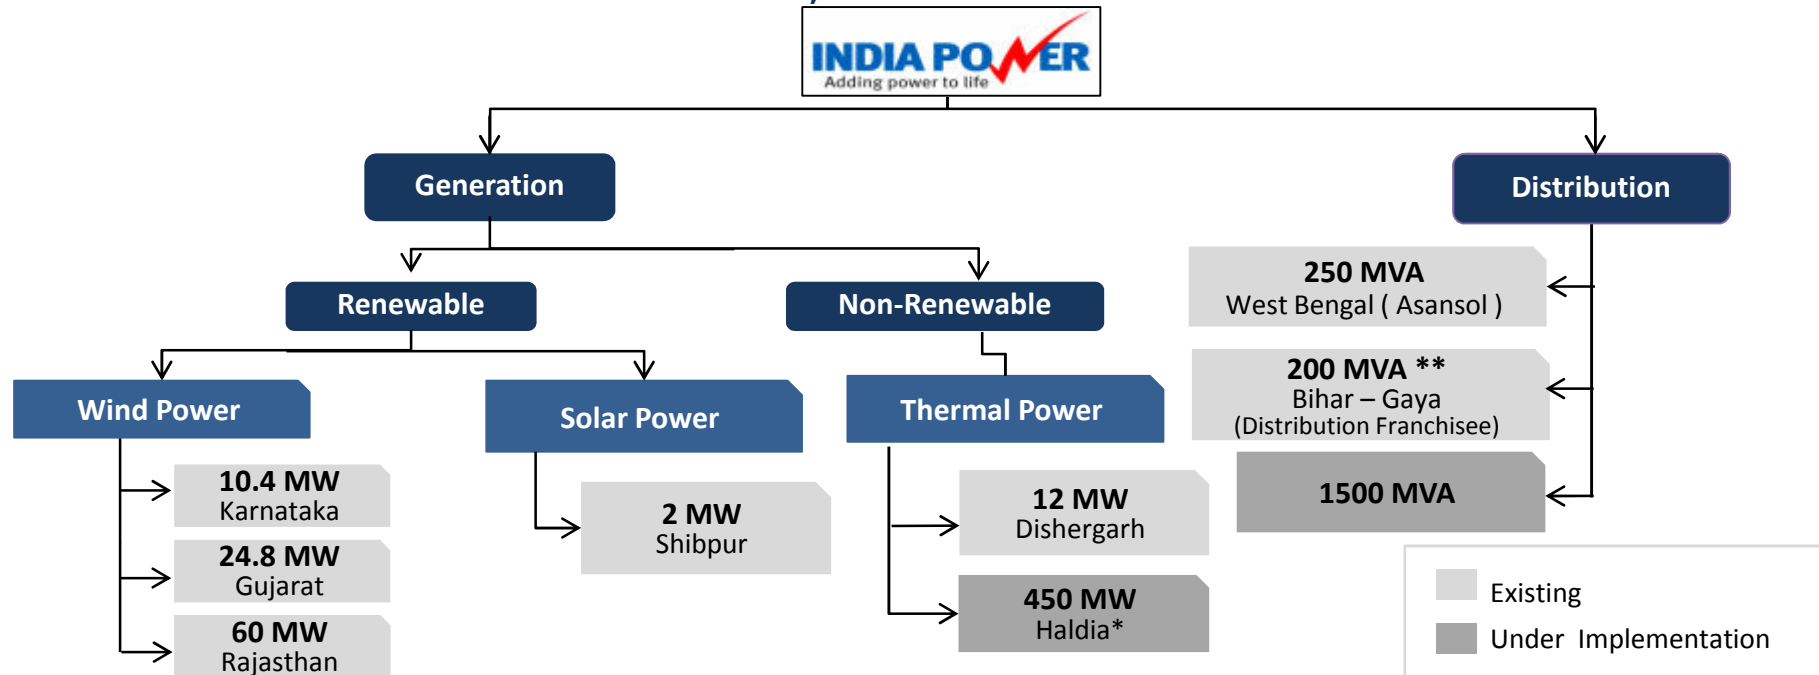 INDIA POWER
Adding power to life
Generation
Distribution
Renewable
Non-Renewable
250 MVA
West Bengal ( Asansol )
200 MVA **
Bihar – Gaya
(Distribution Franchisee)
1500 MVA
Wind Power
Solar Power
Thermal Power
10.4 MW
Karnataka
24.8 MW
Gujarat
60 MW
Rajasthan
2 MW
Shibpur
12 MW
Dishergarh
450 MW
Haldia*
Existing
Under Implementation